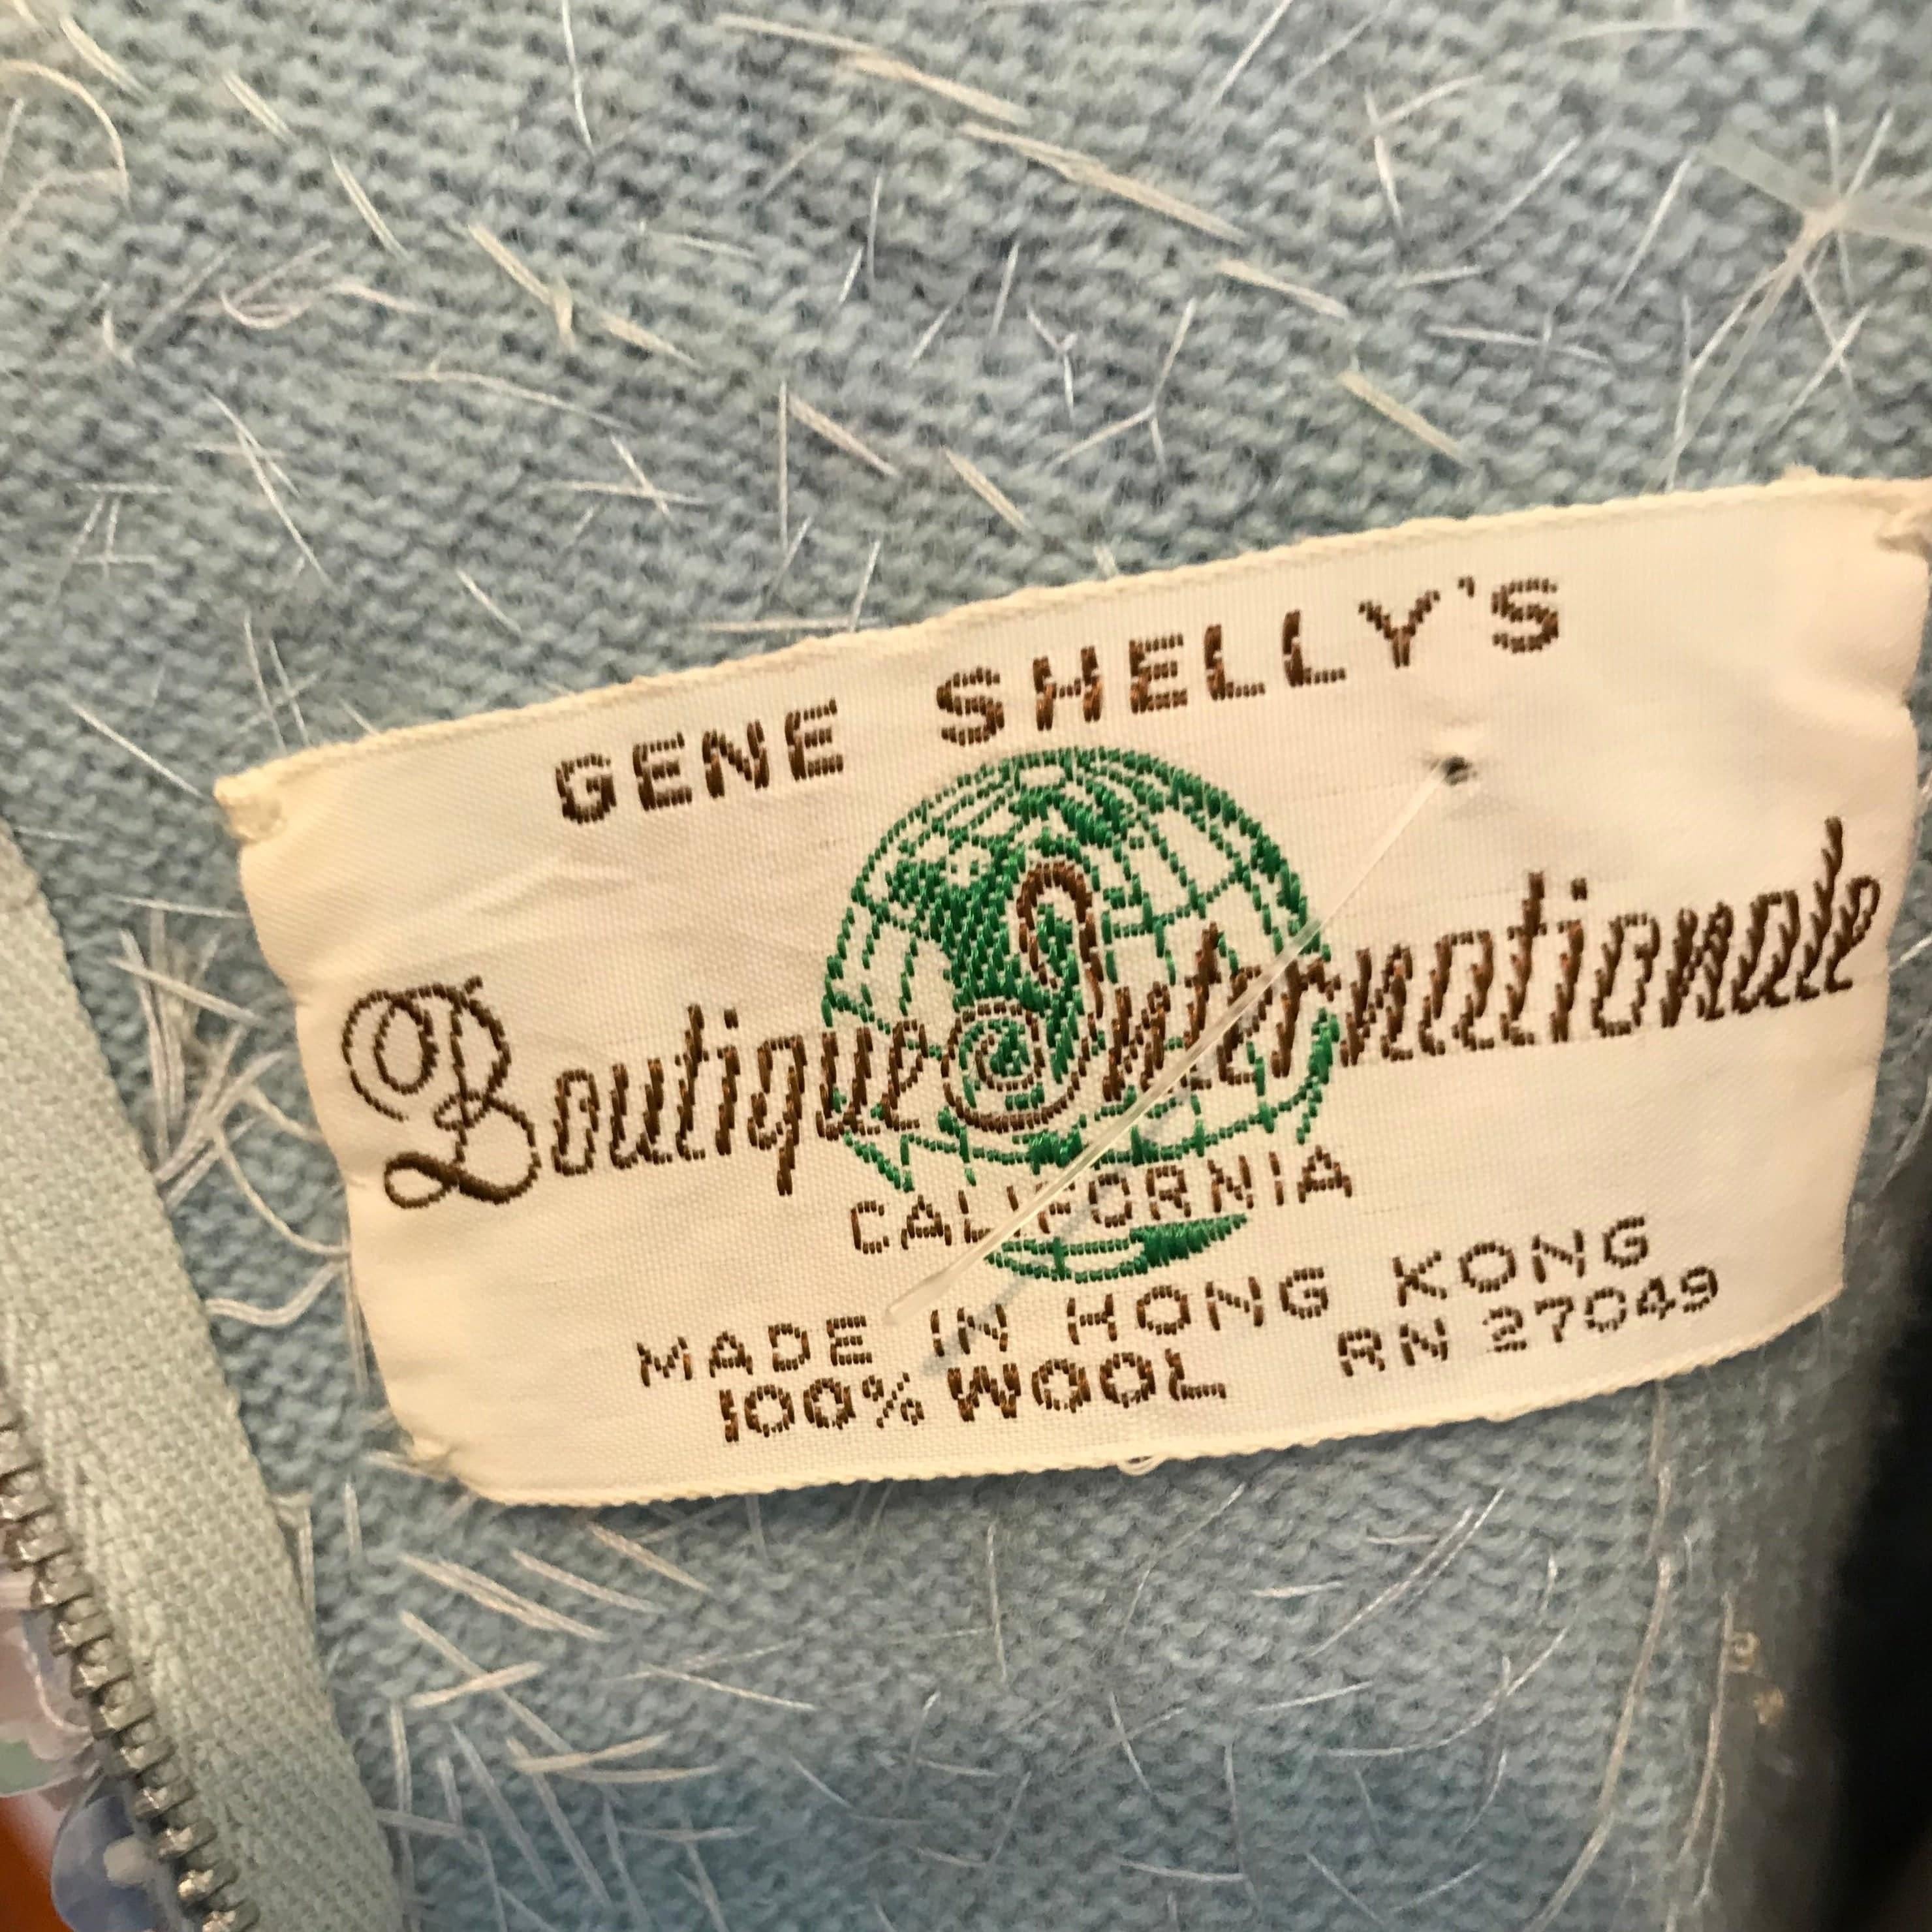 GENE SHELLY'S
Boutique Internationale
CALIFORNIA
MADE IN HONG KONG
100% WOOL RN 27049